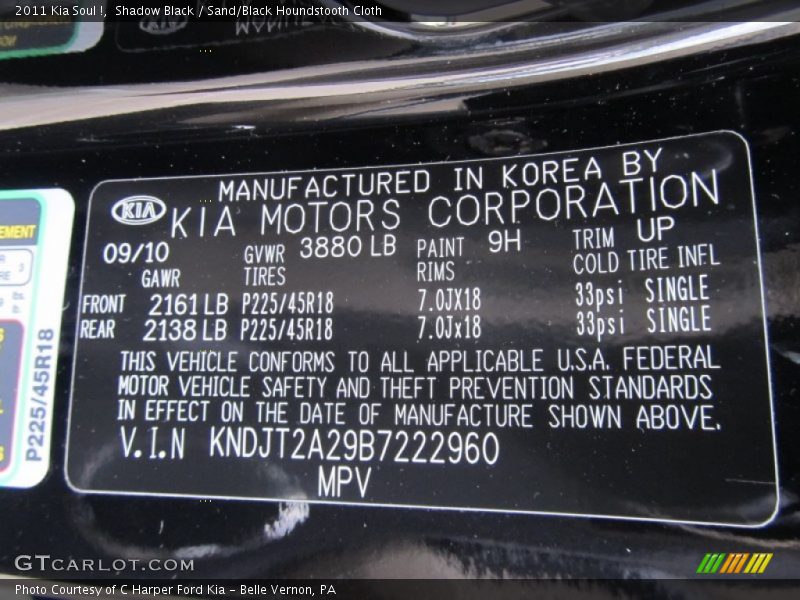 2011 Kia Soul !, Shadow Black / Sand/Black Houndstooth Cloth
MANUFACTURED IN KOREA BY
KIA KIA MOTORS CORPORATION
09/10 GVWR 3880 LB PAINT 9H TRIM UP
GAWR TIRES RIMS COLD TIRE INFL
FRONT 2161 LB P225/45R18 7.0JX18 33psi SINGLE
REAR 2138 LB P225/45R18 7.0Jx18 33psi SINGLE
THIS VEHICLE CONFORMS TO ALL APPLICABLE U.S.A. FEDERAL
MOTOR VEHICLE SAFETY AND THEFT PREVENTION STANDARDS
IN EFFECT ON THE DATE OF MANUFACTURE SHOWN ABOVE.
V.I.N KNDJT2A29B7222960
MPV
P225/45R18
GTCARLOT.COM
Photo Courtesy of C Harper Ford Kia – Belle Vernon, PA